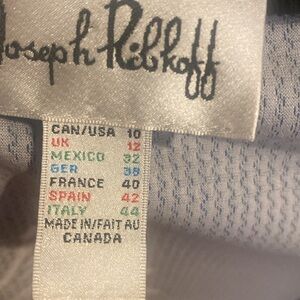 Joseph Ribkoff
CAN/USA 10
UK 12
MEXICO 32
GER 38
FRANCE 40
SPAIN 42
ITALY 44
MADE IN/FAIT AU
CANADA